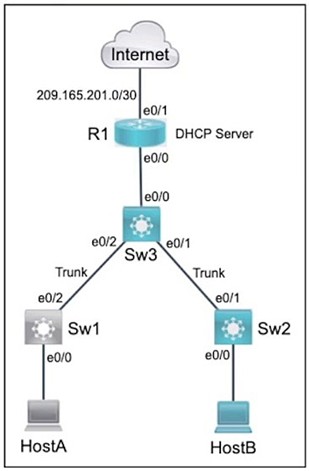 Internet
209.165.201.0/30
e0/1
R1
DHCP Server
e0/0
e0/0
e0/2
e0/1
Sw3
Trunk
Trunk
e0/2
e0/1
Sw1
Sw2
e0/0
e0/0
HostA
HostB